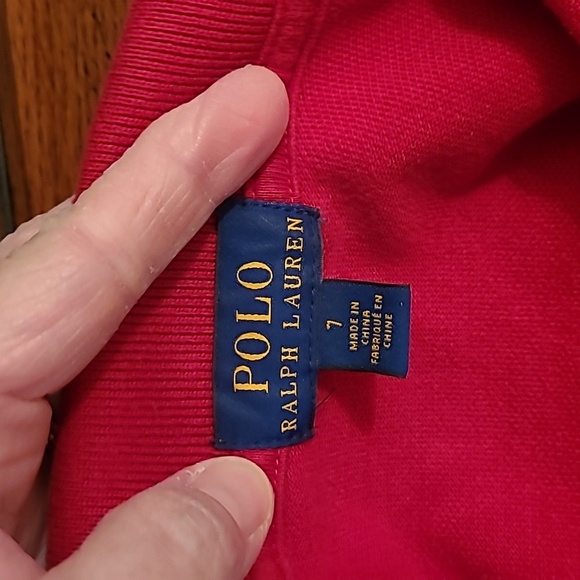 POLO
RALPH LAUREN
7
MADE IN
CHINA
FABRIQUÉ EN
CHINE